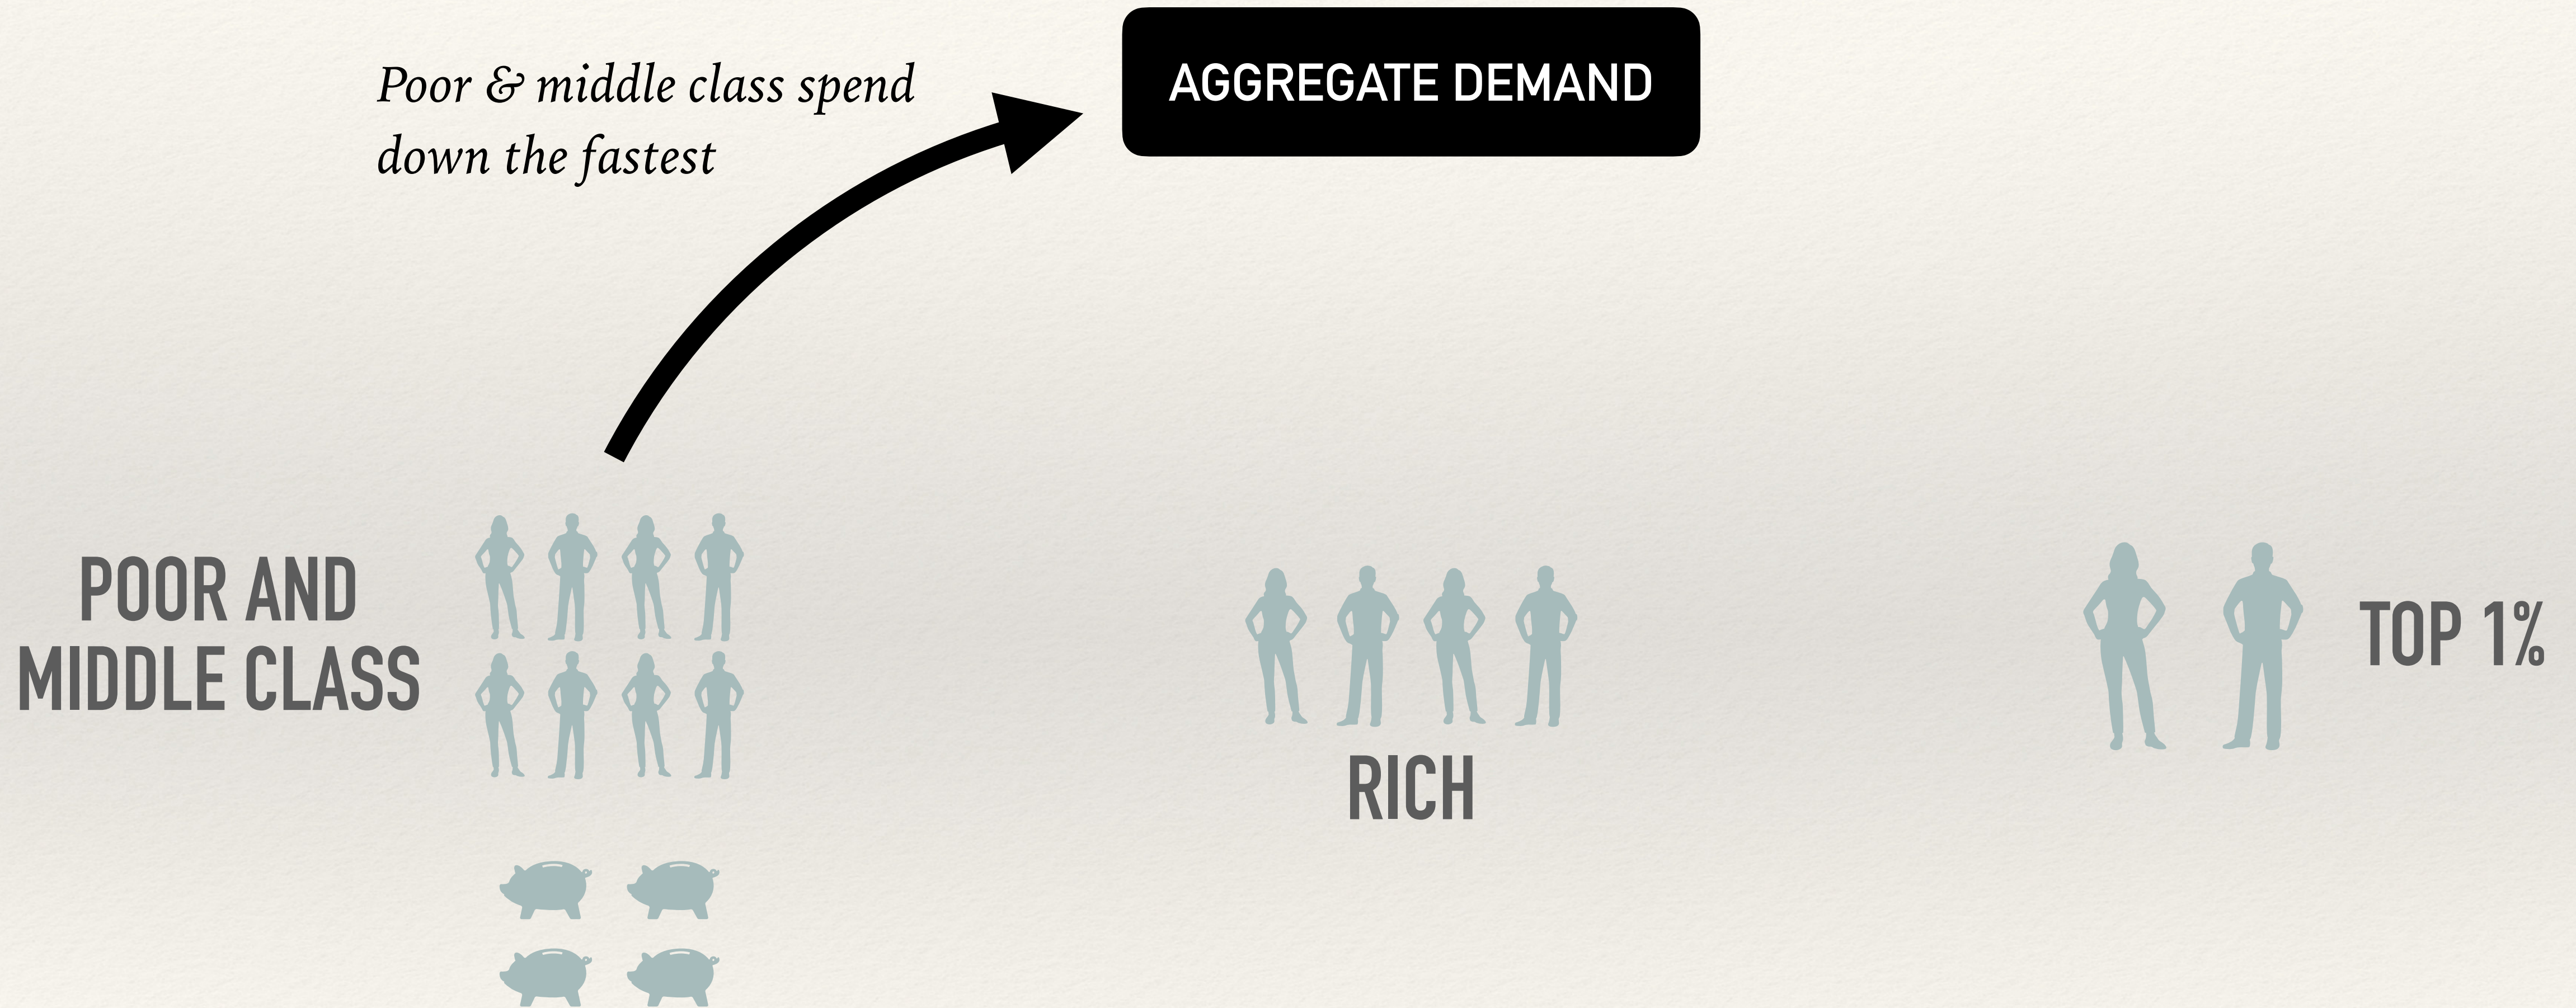 Poor & middle class spend
down the fastest
AGGREGATE DEMAND
POOR AND
MIDDLE CLASS
RICH
TOP 1%